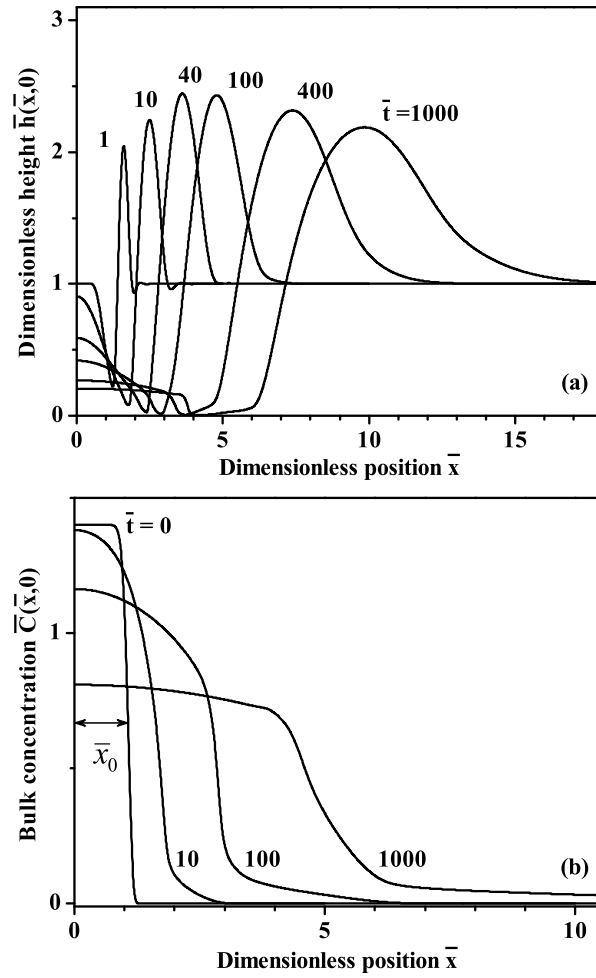 3
40
10
100
400
t̄ =1000
1
2
1
0
Dimensionless height h̄(x̄,0)
(a)
0 5 10 15
Dimensionless position x̄
t̄ = 0
1
Bulk concentration C̄(x̄,0)
x̄₀
10
100
1000
(b)
0
0 5 10
Dimensionless position x̄